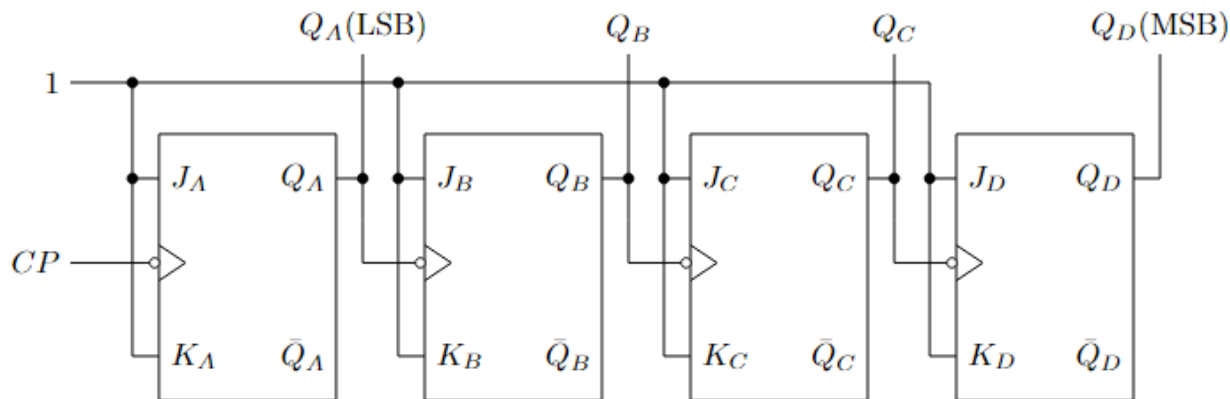 Q_A(LSB) Q_B Q_C Q_D(MSB)
1
J_A Q_A J_B Q_B J_C Q_C J_D Q_D
CP
K_A Q̄_A K_B Q̄_B K_C Q̄_C K_D Q̄_D